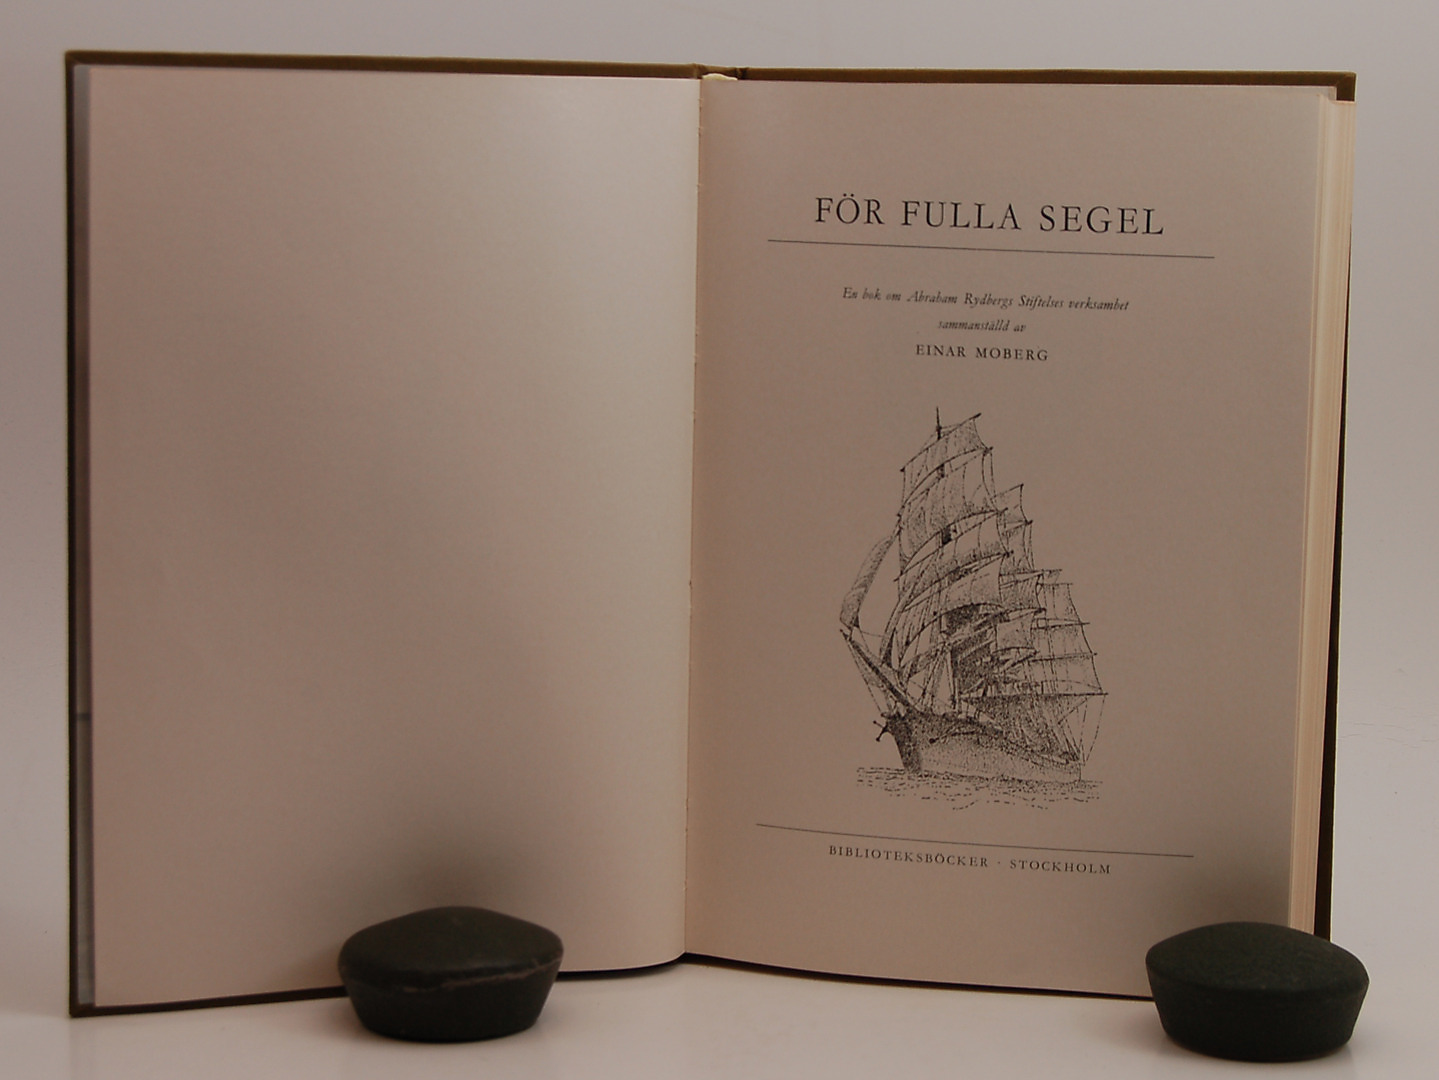 FÖR FULLA SEGEL
En bok om Abraham Rydbergs Stiftelses verksamhet
sammanställd av
EINAR MOBERG
BIBLIOTEKSBÖCKER · STOCKHOLM